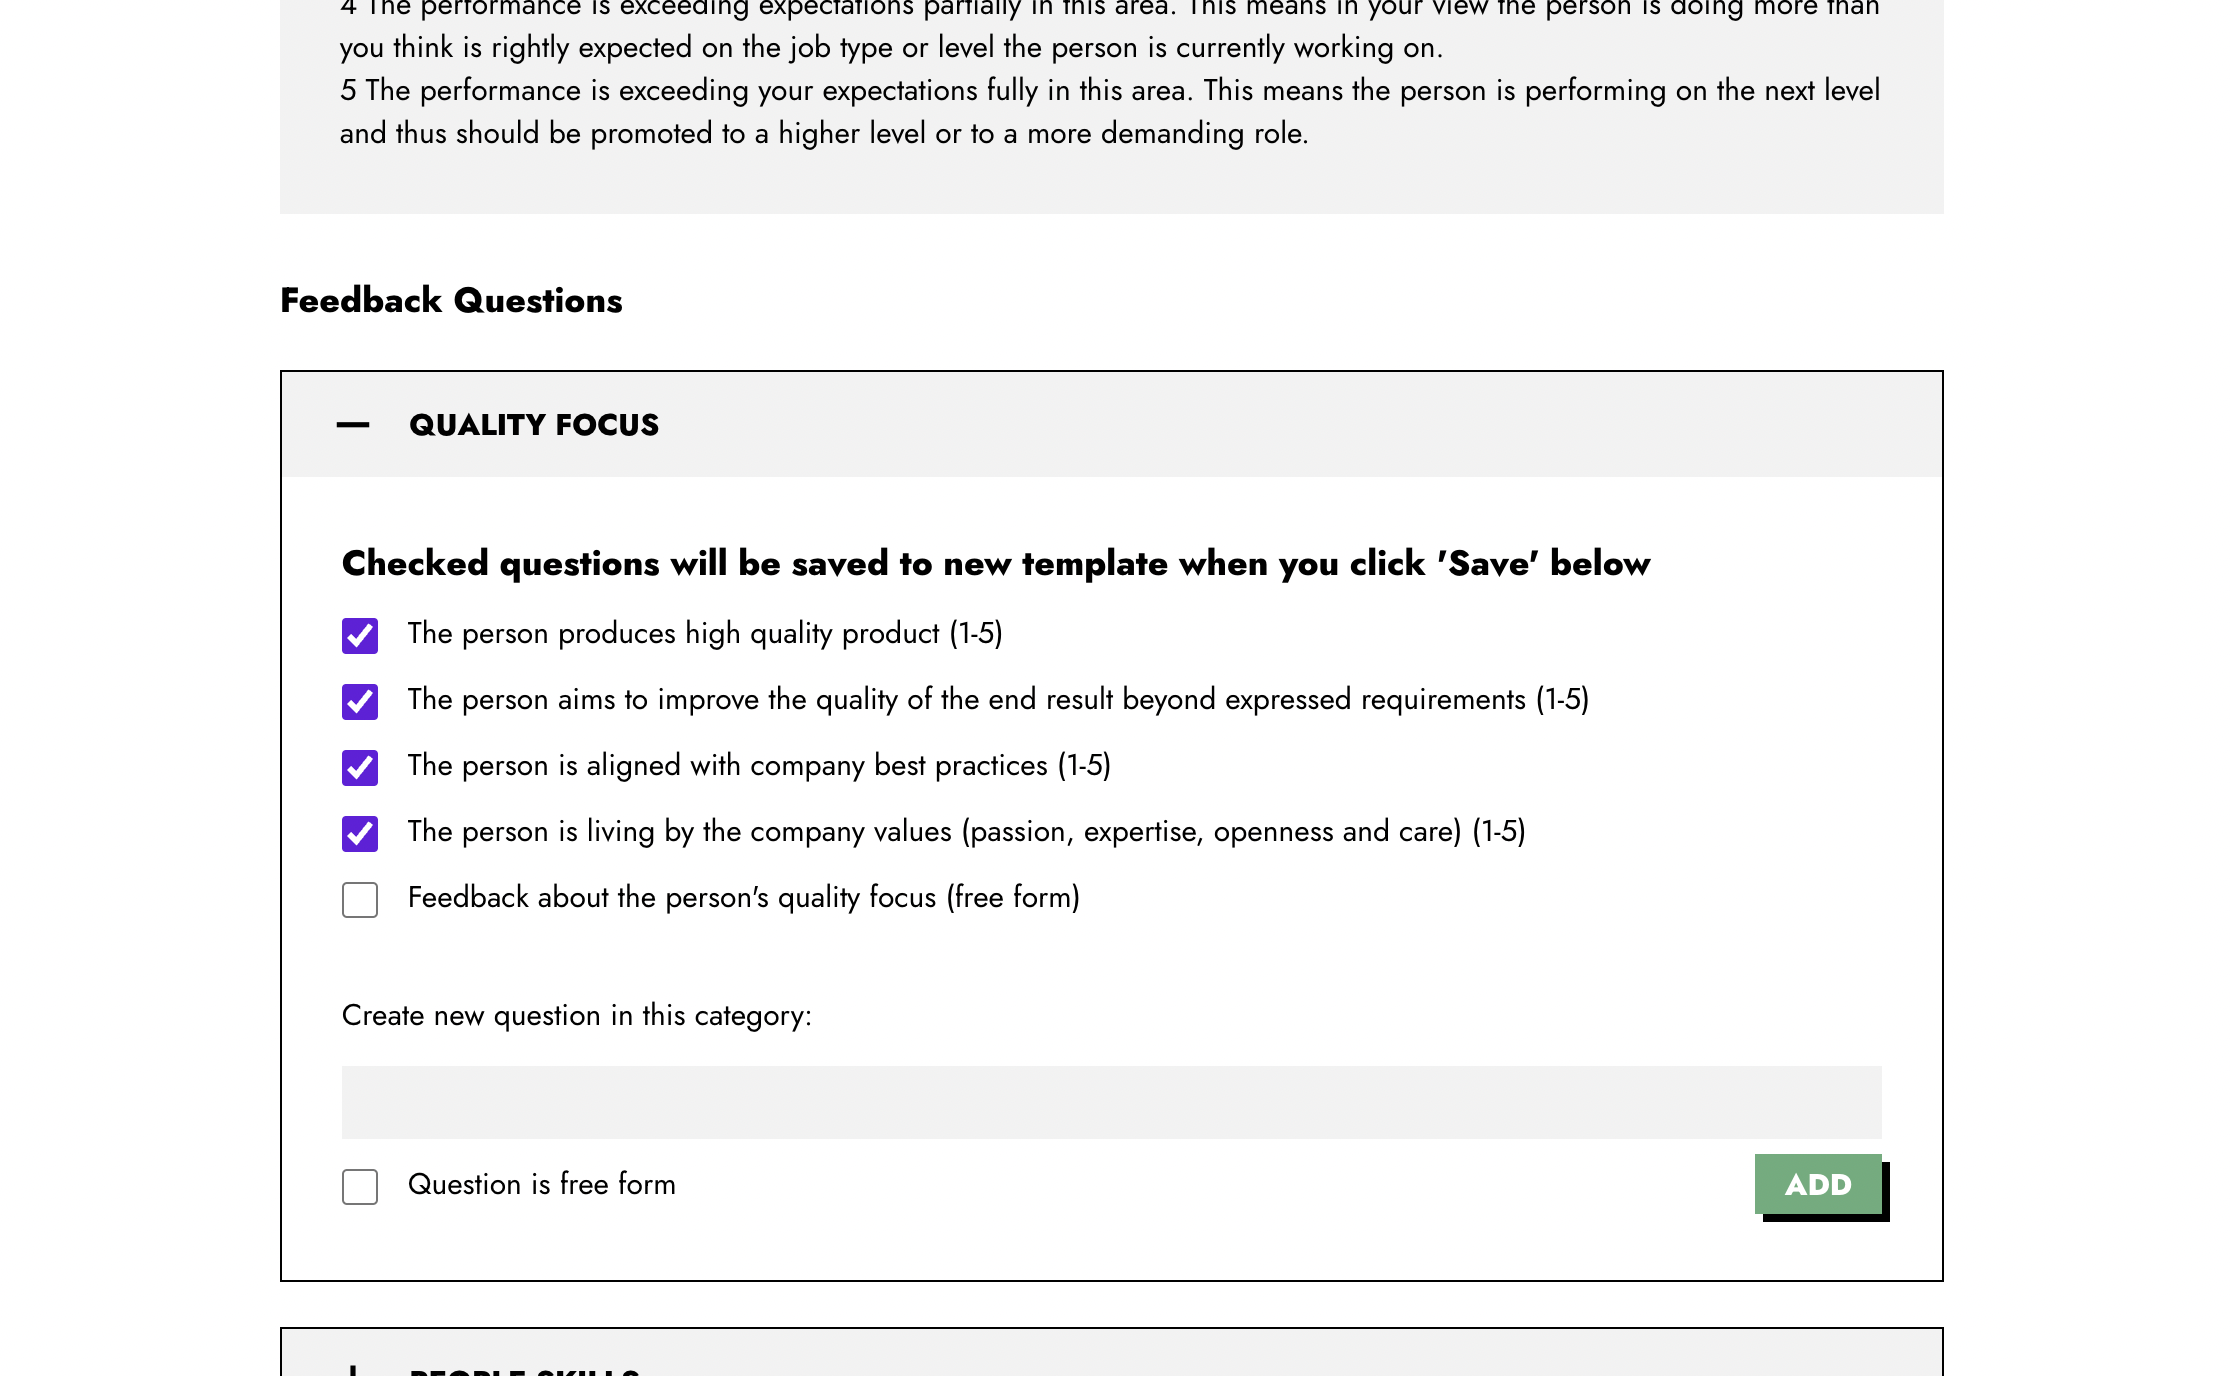 4 The performance is exceeding expectations partially in this area. This means in your view the person is doing more than
you think is rightly expected on the job type or level the person is currently working on.
5 The performance is exceeding your expectations fully in this area. This means the person is performing on the next level
and thus should be promoted to a higher level or to a more demanding role.
Feedback Questions
QUALITY FOCUS
Checked questions will be saved to new template when you click 'Save' below
The person produces high quality product (1-5)
The person aims to improve the quality of the end result beyond expressed requirements (1-5)
The person is aligned with company best practices (1-5)
The person is living by the company values (passion, expertise, openness and care) (1-5)
Feedback about the person's quality focus (free form)
Create new question in this category:
Question is free form
ADD
PEOPLE SKILLS